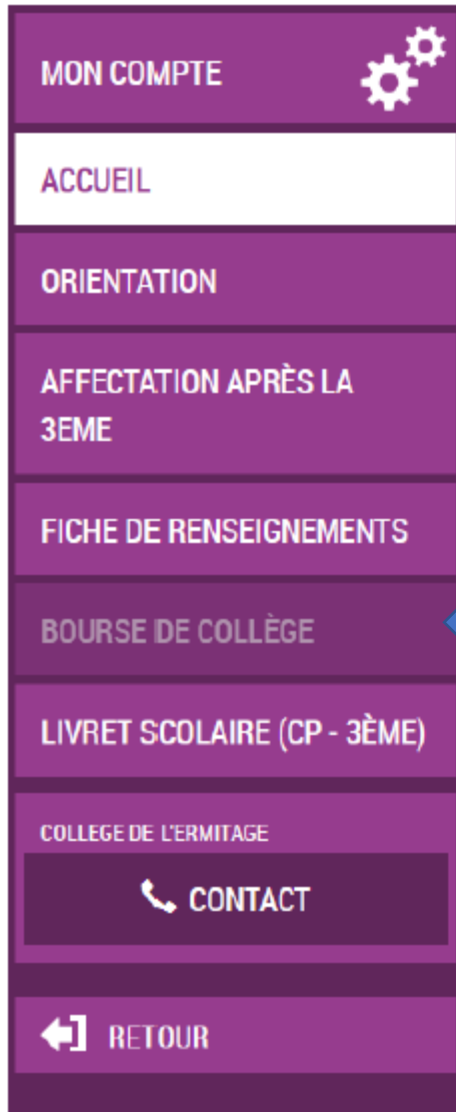 MON COMPTE
ACCUEIL
ORIENTATION
AFFECTATION APRÈS LA
3EME
FICHE DE RENSEIGNEMENTS
BOURSE DE COLLÈGE
LIVRET SCOLAIRE (CP - 3ÈME)
COLLEGE DE L'ERMITAGE
CONTACT
RETOUR